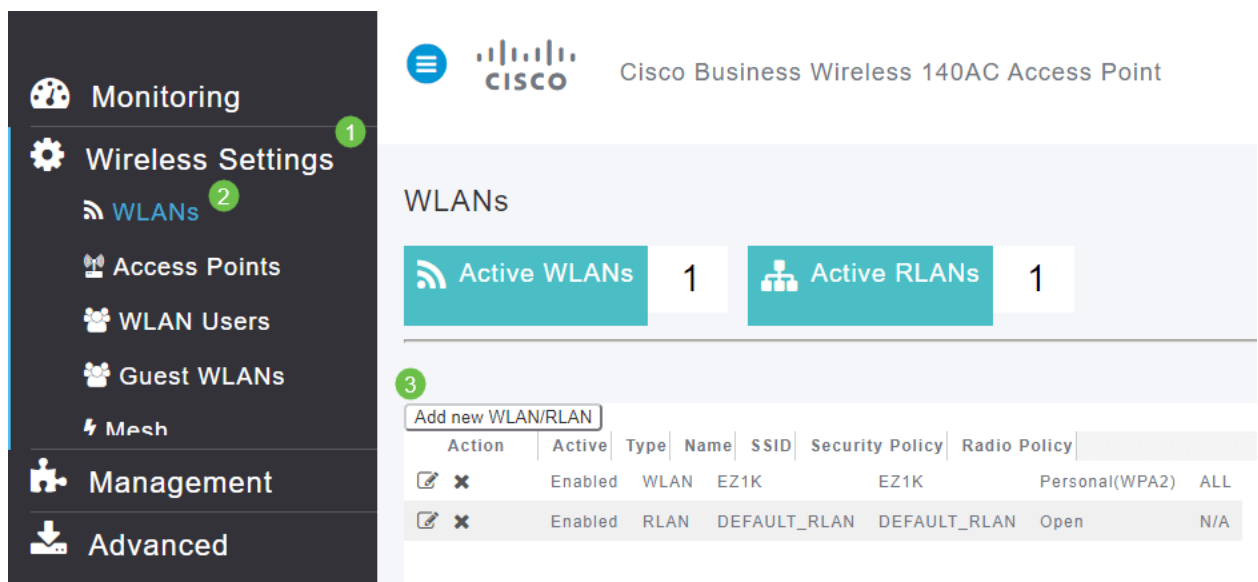 Monitoring
1
Wireless Settings
2
WLANs
Access Points
WLAN Users
Guest WLANs
Mesh
Management
Advanced
CISCO
Cisco Business Wireless 140AC Access Point
WLANs
Active WLANs 1
Active RLANs 1
3
Add new WLAN/RLAN
Action Active Type Name SSID Security Policy Radio Policy
Enabled WLAN EZ1K EZ1K Personal(WPA2) ALL
Enabled RLAN DEFAULT_RLAN DEFAULT_RLAN Open N/A